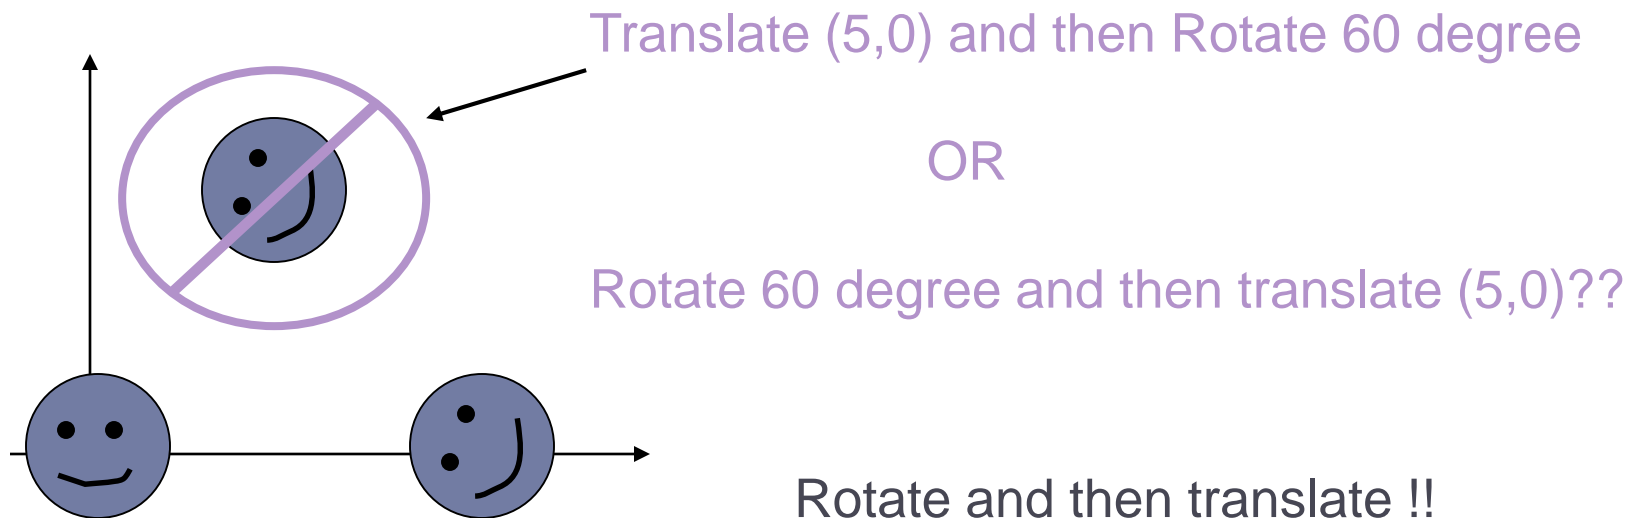 Translate (5,0) and then Rotate 60 degree
OR
Rotate 60 degree and then translate (5,0)??
Rotate and then translate !!